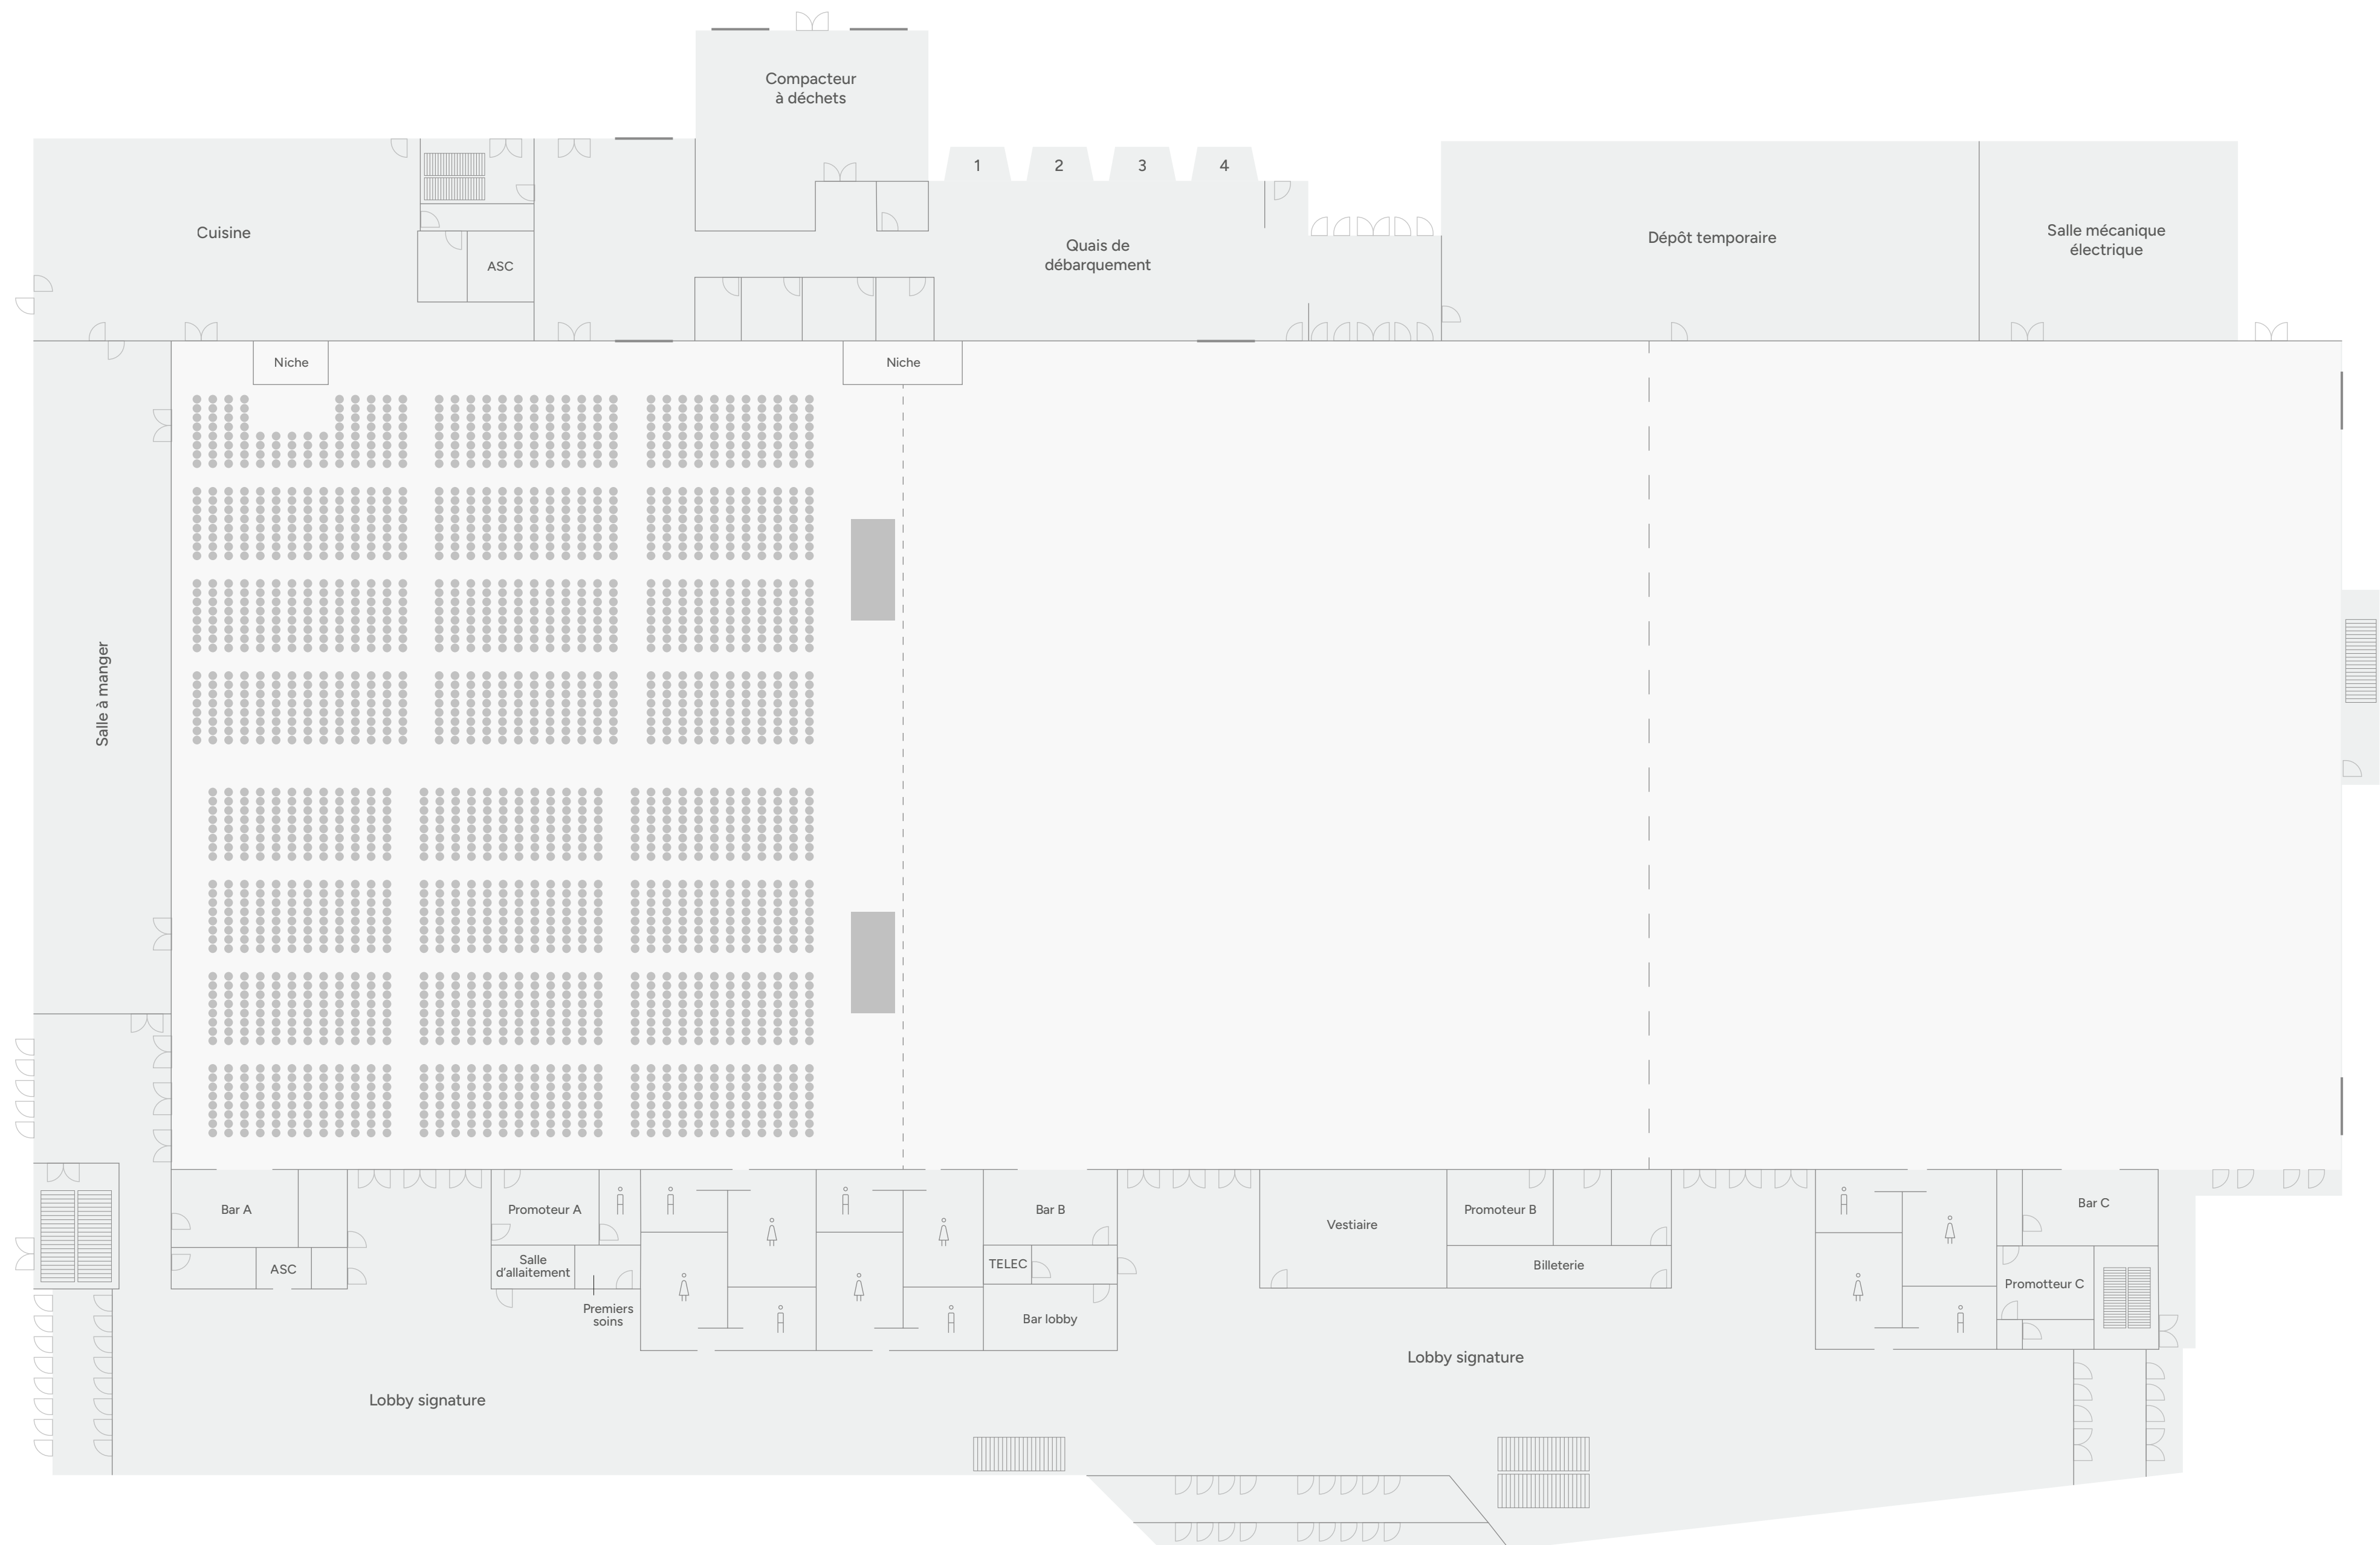 Compacteur
à déchets
1
2
3
4
Cuisine
ASC
Quais de
débarquement
Dépôt temporaire
Salle mécanique
électrique
Niche
Niche
Salle à manger
Bar A
ASC
Promoteur A
Salle
d'allaitement
Premiers
soins
Bar B
TELEC
Bar lobby
Vestiaire
Promoteur B
Billeterie
Bar C
Promotteur C
Lobby signature
Lobby signature